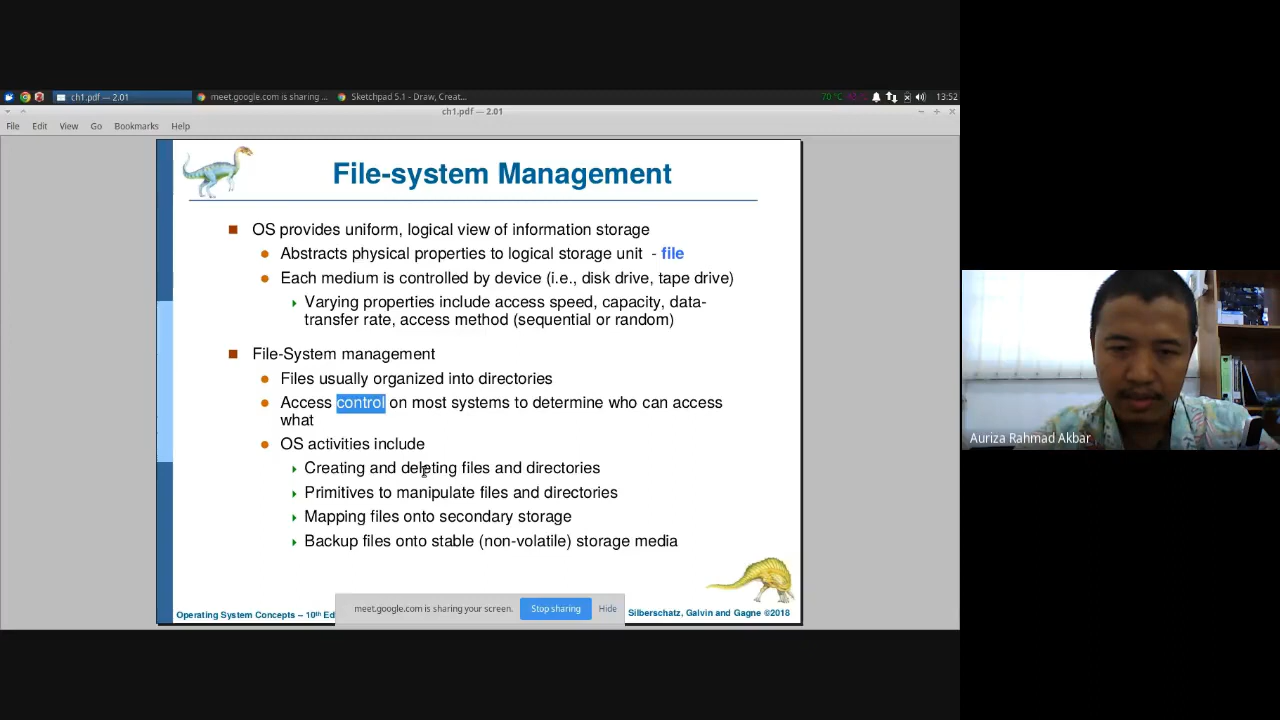 ch1.pdf — 2.01
meet.google.com is sharing ...
Sketchpad 5.1 - Draw, Creat...
70 °C
13:52
ch1.pdf — 2.01
File Edit View Go Bookmarks Help
File-system Management
OS provides uniform, logical view of information storage
Abstracts physical properties to logical storage unit - file
Each medium is controlled by device (i.e., disk drive, tape drive)
Varying properties include access speed, capacity, data-
transfer rate, access method (sequential or random)
File-System management
Files usually organized into directories
Access control on most systems to determine who can access
what
OS activities include
Creating and deleting files and directories
Primitives to manipulate files and directories
Mapping files onto secondary storage
Backup files onto stable (non-volatile) storage media
Operating System Concepts – 10th Ed
meet.google.com is sharing your screen. Stop sharing Hide
Silberschatz, Galvin and Gagne ©2018
Auriza Rahmad Akbar